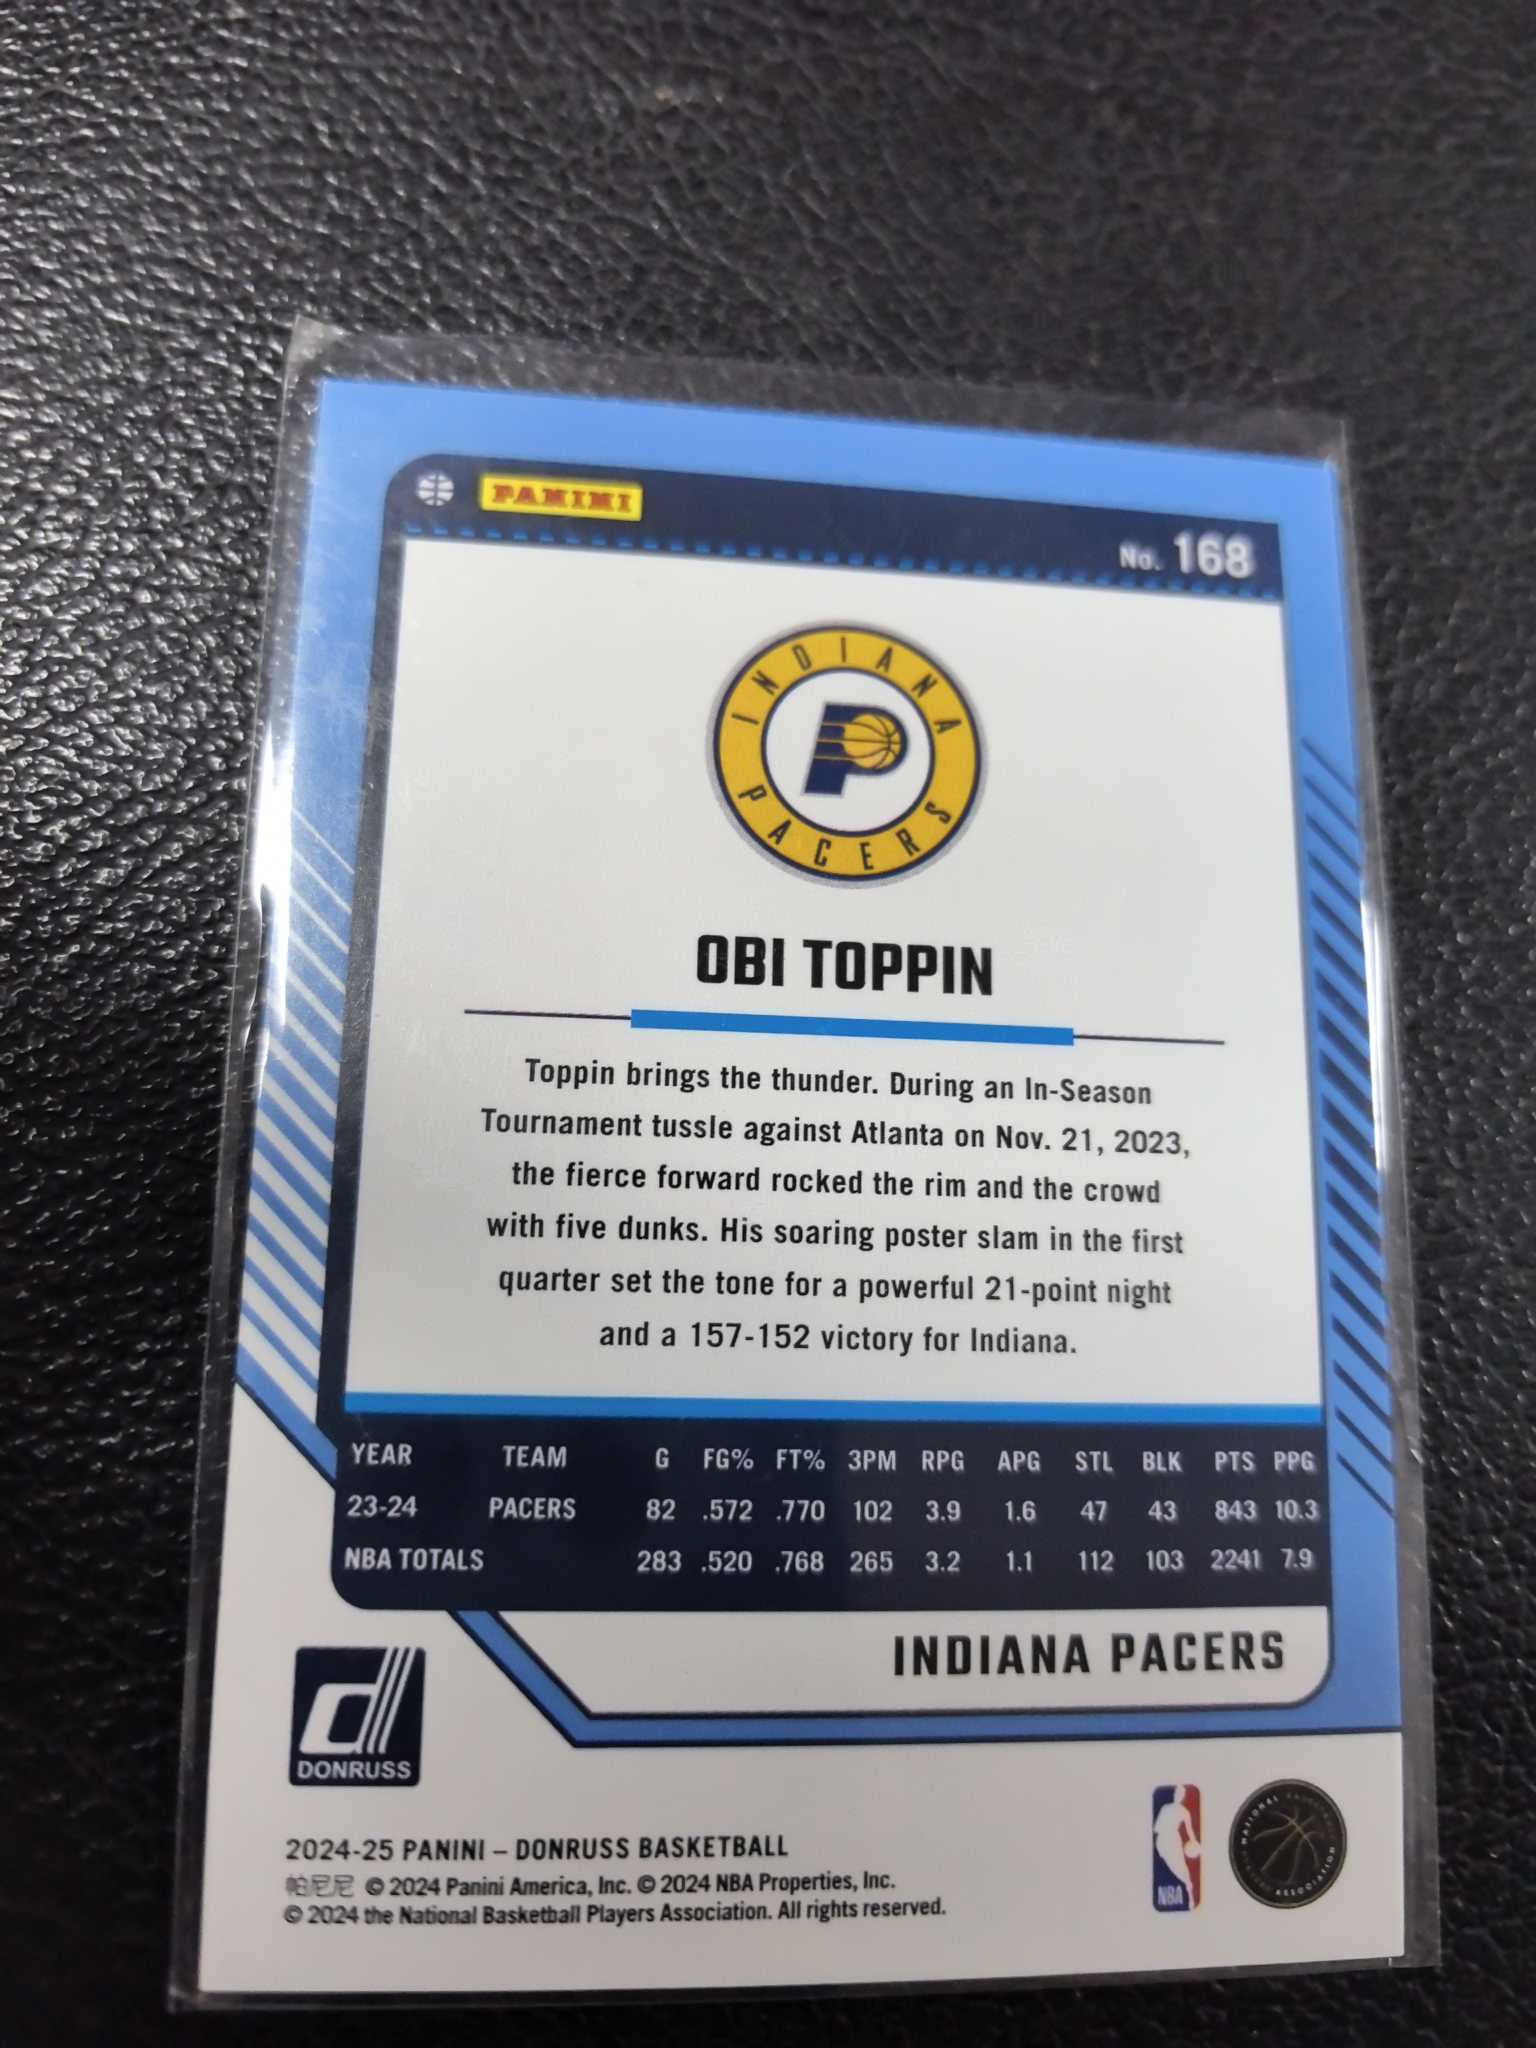 PANINI
No. 168
INDIANA
PACERS
OBI TOPPIN
Toppin brings the thunder. During an In-Season
Tournament tussle against Atlanta on Nov. 21, 2023,
the fierce forward rocked the rim and the crowd
with five dunks. His soaring poster slam in the first
quarter set the tone for a powerful 21-point night
and a 157-152 victory for Indiana.
YEAR TEAM G FG% FT% 3PM RPG APG STL BLK PTS PPG
23-24 PACERS 82 .572 .770 102 3.9 1.6 47 43 843 10.3
NBA TOTALS 283 .520 .768 265 3.2 1.1 112 103 2241 7.9
INDIANA PACERS
DONRUSS
2024-25 PANINI – DONRUSS BASKETBALL
帕尼尼 © 2024 Panini America, Inc. © 2024 NBA Properties, Inc.
© 2024 the National Basketball Players Association. All rights reserved.
NBA
NATIONAL
ASSOCIATION